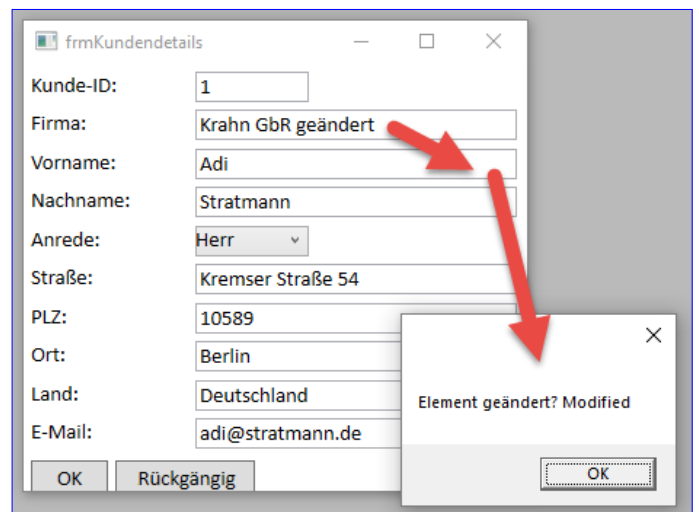 frmKundendetails
Kunde-ID: 1
Firma: Krahn GbR geändert
Vorname: Adi
Nachname: Stratmann
Anrede: Herr
Straße: Kremser Straße 54
PLZ: 10589
Ort: Berlin
Land: Deutschland
E-Mail: adi@stratmann.de
OK Rückgängig
Element geändert? Modified
OK